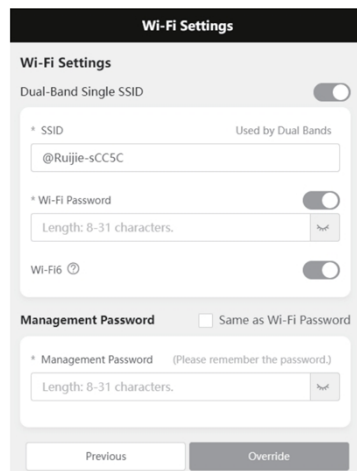 Wi-Fi Settings
Wi-Fi Settings
Dual-Band Single SSID
* SSID Used by Dual Bands
@Ruijie-sCC5C
* Wi-Fi Password
Length: 8-31 characters.
Wi-Fi6 ?
Management Password Same as Wi-Fi Password
* Management Password (Please remember the password.)
Length: 8-31 characters.
Previous Override